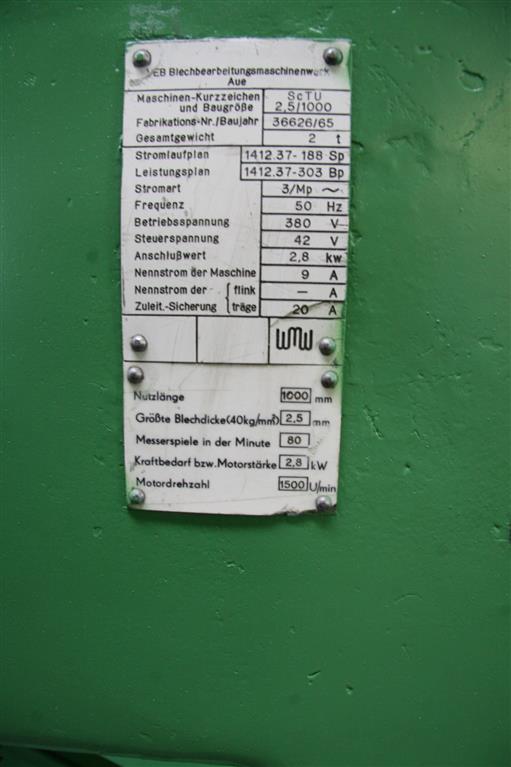 VEB Blechbearbeitungsmaschinenwerk
Aue
Maschinen-Kurzzeichen und Baugröße ScTU 2,5/1000
Fabrikations-Nr./Baujahr 36626/65
Gesamtgewicht 2 t
Stromlaufplan 1412.37-188 Sp
Leistungsplan 1412.37-303 Bp
Stromart 3/Mp ~
Frequenz 50 Hz
Betriebsspannung 380 V
Steuerspannung 42 V
Anschlußwert 2,8 kw
Nennstrom der Maschine 9 A
Nennstrom der { flink — A
Zuleit.-Sicherung { träge 20 A
WMW
Nutzlänge 1000 mm
Größte Blechdicke(40kg/mm²) 2,5 mm
Messerspiele in der Minute 80
Kraftbedarf bzw. Motorstärke 2,8 kW
Motordrehzahl 1500 U/min